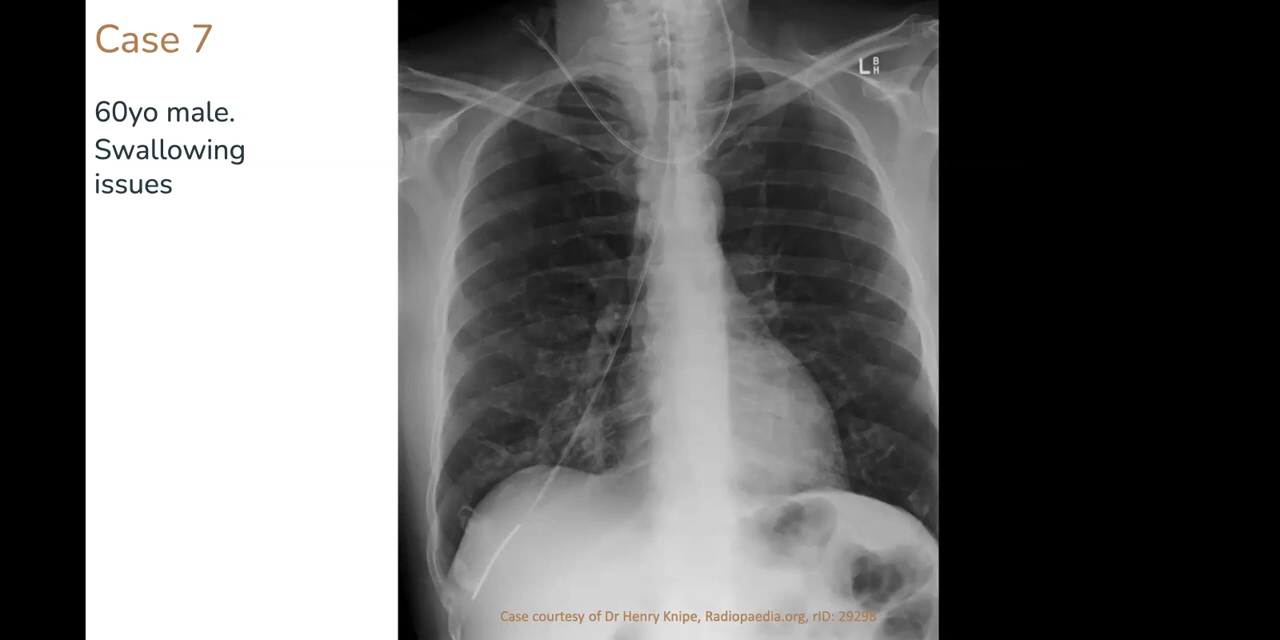 Case 7
60yo male.
Swallowing
issues
L B
H
Case courtesy of Dr Henry Knipe, Radiopaedia.org, rID: 29298